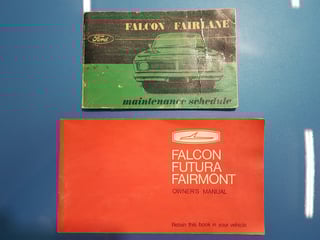 FALCON FAIRLANE
Ford
maintenance schedule
FALCON
FUTURA
FAIRMONT
OWNER'S MANUAL
Retain this book in your vehicle